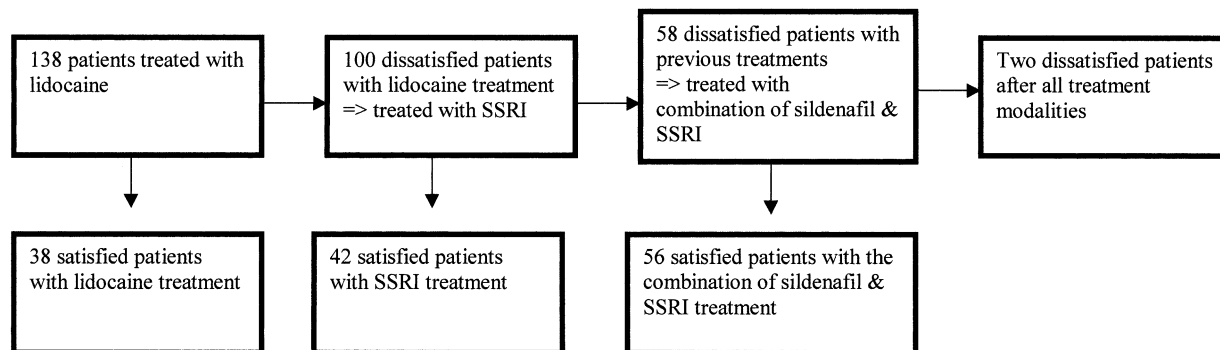 138 patients treated with
lidocaine
100 dissatisfied patients
with lidocaine treatment
=> treated with SSRI
58 dissatisfied patients with
previous treatments
=> treated with
combination of sildenafil &
SSRI
Two dissatisfied patients
after all treatment
modalities
38 satisfied patients
with lidocaine treatment
42 satisfied patients
with SSRI treatment
56 satisfied patients with the
combination of sildenafil &
SSRI treatment